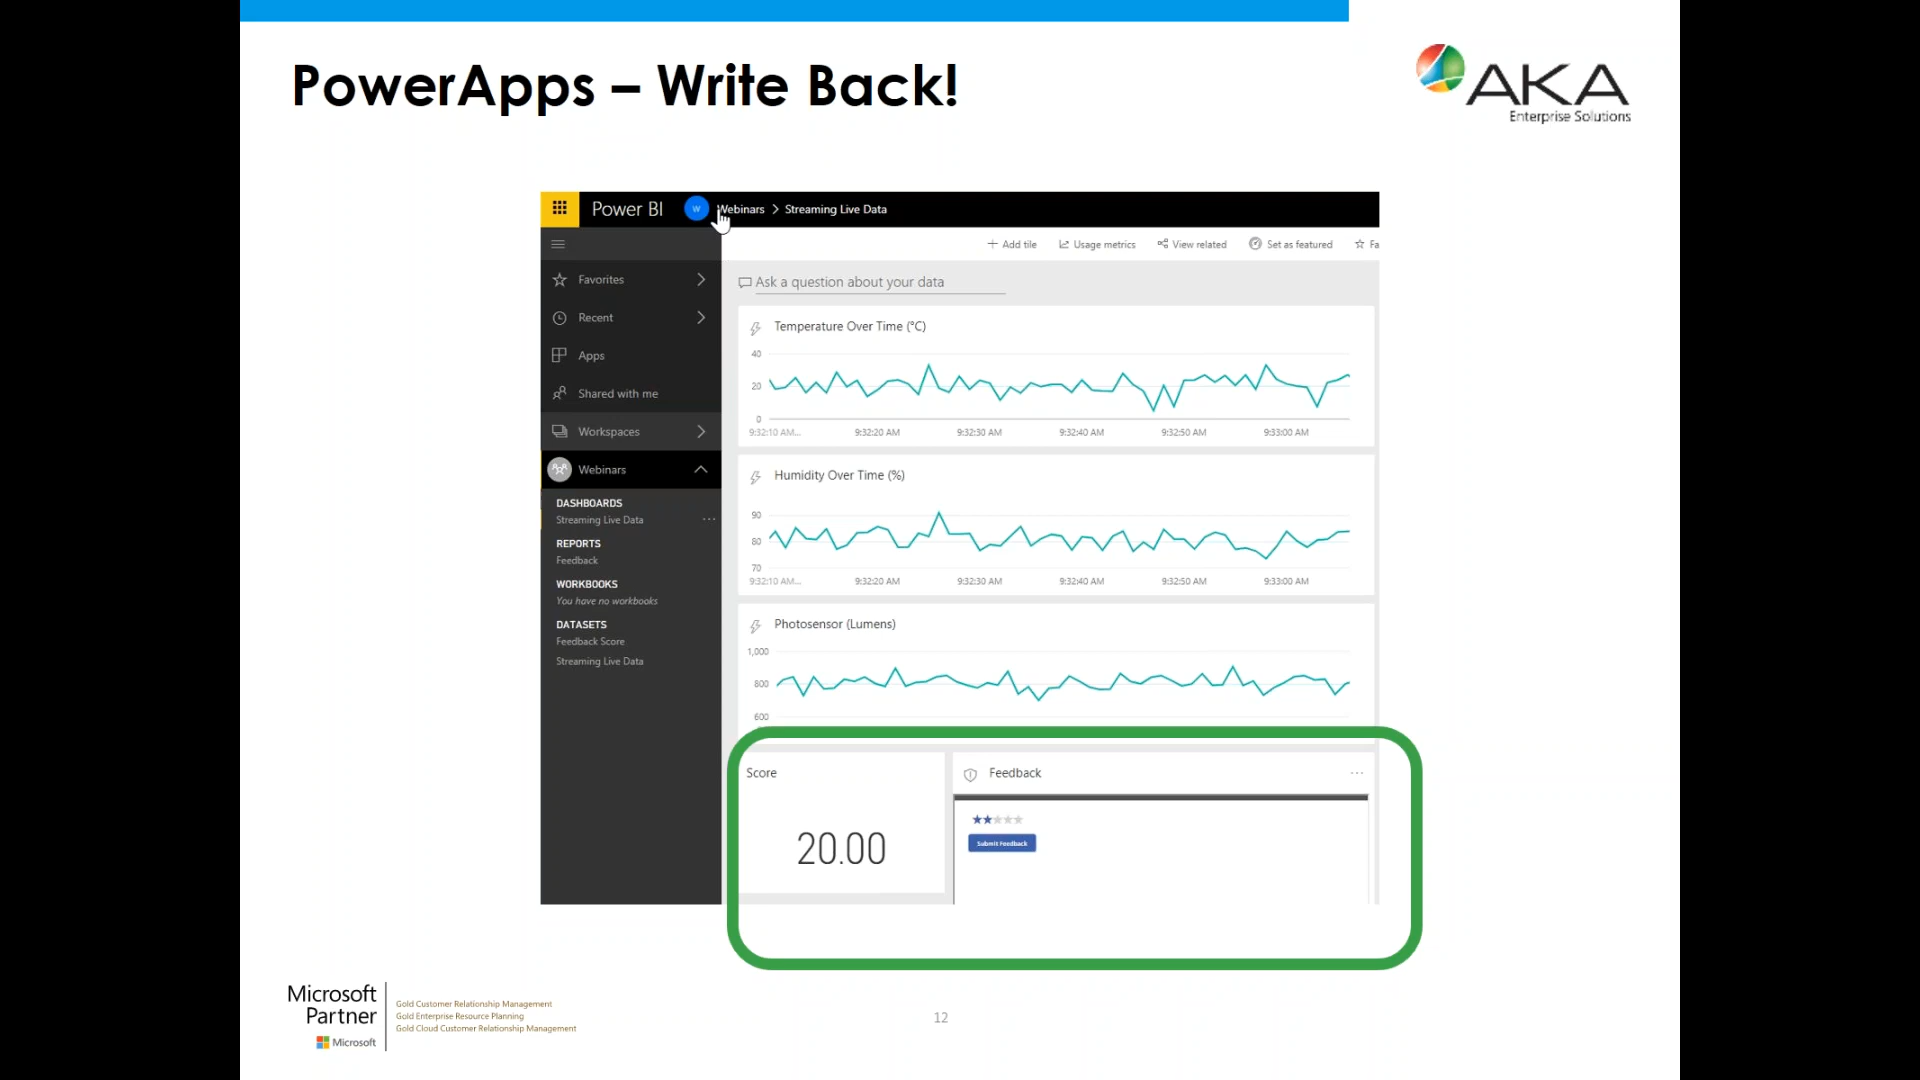 PowerApps – Write Back!
AKA
Enterprise Solutions
Power BI
w
Webinars > Streaming Live Data
Add tile
Usage metrics
View related
Set as featured
Fa
Favorites
Recent
Apps
Shared with me
Workspaces
Webinars
DASHBOARDS
Streaming Live Data
REPORTS
Feedback
WORKBOOKS
You have no workbooks
DATASETS
Feedback Score
Streaming Live Data
Ask a question about your data
Temperature Over Time (°C)
40
20
0
9:32:10 AM... 9:32:20 AM 9:32:30 AM 9:32:40 AM 9:32:50 AM 9:33:00 AM
Humidity Over Time (%)
90
80
70
9:32:10 AM... 9:32:20 AM 9:32:30 AM 9:32:40 AM 9:32:50 AM 9:33:00 AM
Photosensor (Lumens)
1,000
800
600
Score
20.00
Feedback
Submit Feedback
Microsoft
Partner
Microsoft
Gold Customer Relationship Management
Gold Enterprise Resource Planning
Gold Cloud Customer Relationship Management
12